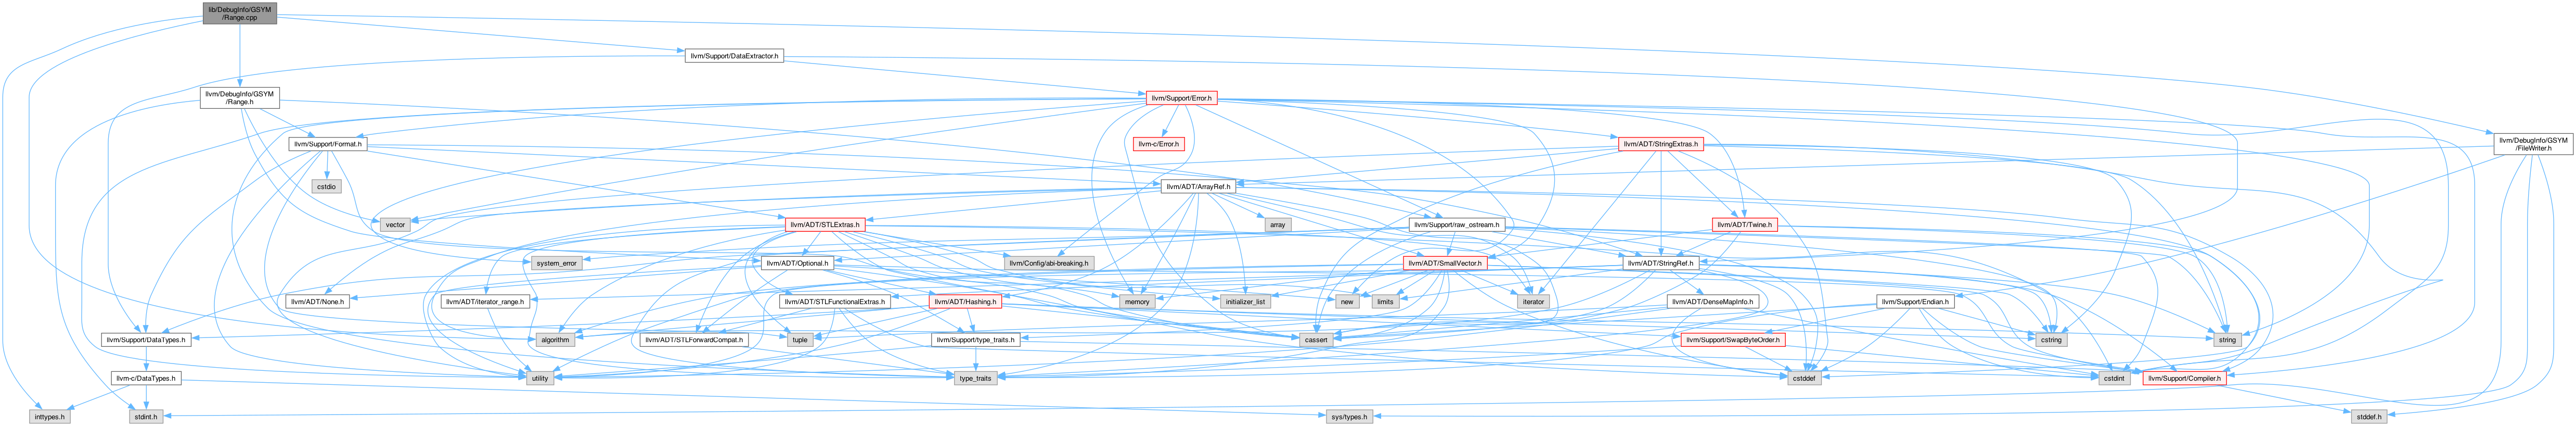 lib/DebugInfo/GSYM
/Range.cpp
llvm/Support/DataExtractor.h
llvm/DebugInfo/GSYM
/Range.h
llvm/Support/Error.h
llvm/Support/Format.h
llvm-c/Error.h
llvm/ADT/StringExtras.h
llvm/DebugInfo/GSYM
/FileWriter.h
cstdio
llvm/ADT/ArrayRef.h
vector
llvm/ADT/STLExtras.h
array
llvm/Support/raw_ostream.h
llvm/ADT/Twine.h
system_error
llvm/ADT/Optional.h
llvm/Config/abi-breaking.h
llvm/ADT/SmallVector.h
llvm/ADT/StringRef.h
llvm/ADT/None.h
llvm/ADT/iterator_range.h
llvm/ADT/STLFunctionalExtras.h
llvm/ADT/Hashing.h
memory
initializer_list
new
limits
iterator
llvm/ADT/DenseMapInfo.h
llvm/Support/Endian.h
llvm/Support/DataTypes.h
algorithm
llvm/ADT/STLForwardCompat.h
tuple
llvm/Support/type_traits.h
cassert
llvm/Support/SwapByteOrder.h
cstring
string
llvm-c/DataTypes.h
utility
type_traits
cstddef
cstdint
llvm/Support/Compiler.h
inttypes.h
stdint.h
sys/types.h
stddef.h